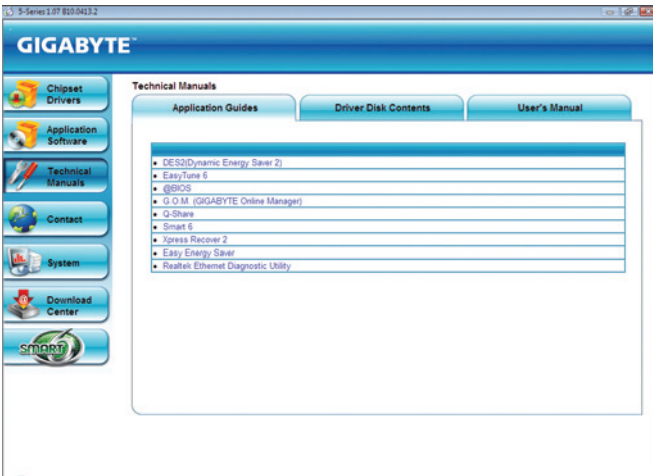 5-Series 1.07 B10.0413.2
GIGABYTE™
Chipset
Drivers
Application
Software
Technical
Manuals
Contact
System
Download
Center
SMART 6
Technical Manuals
Application Guides
Driver Disk Contents
User's Manual
DES2(Dynamic Energy Saver 2)
EasyTune 6
@BIOS
G.O.M. (GIGABYTE Online Manager)
Q-Share
Smart 6
Xpress Recover 2
Easy Energy Saver
Realtek Ethernet Diagnostic Utility